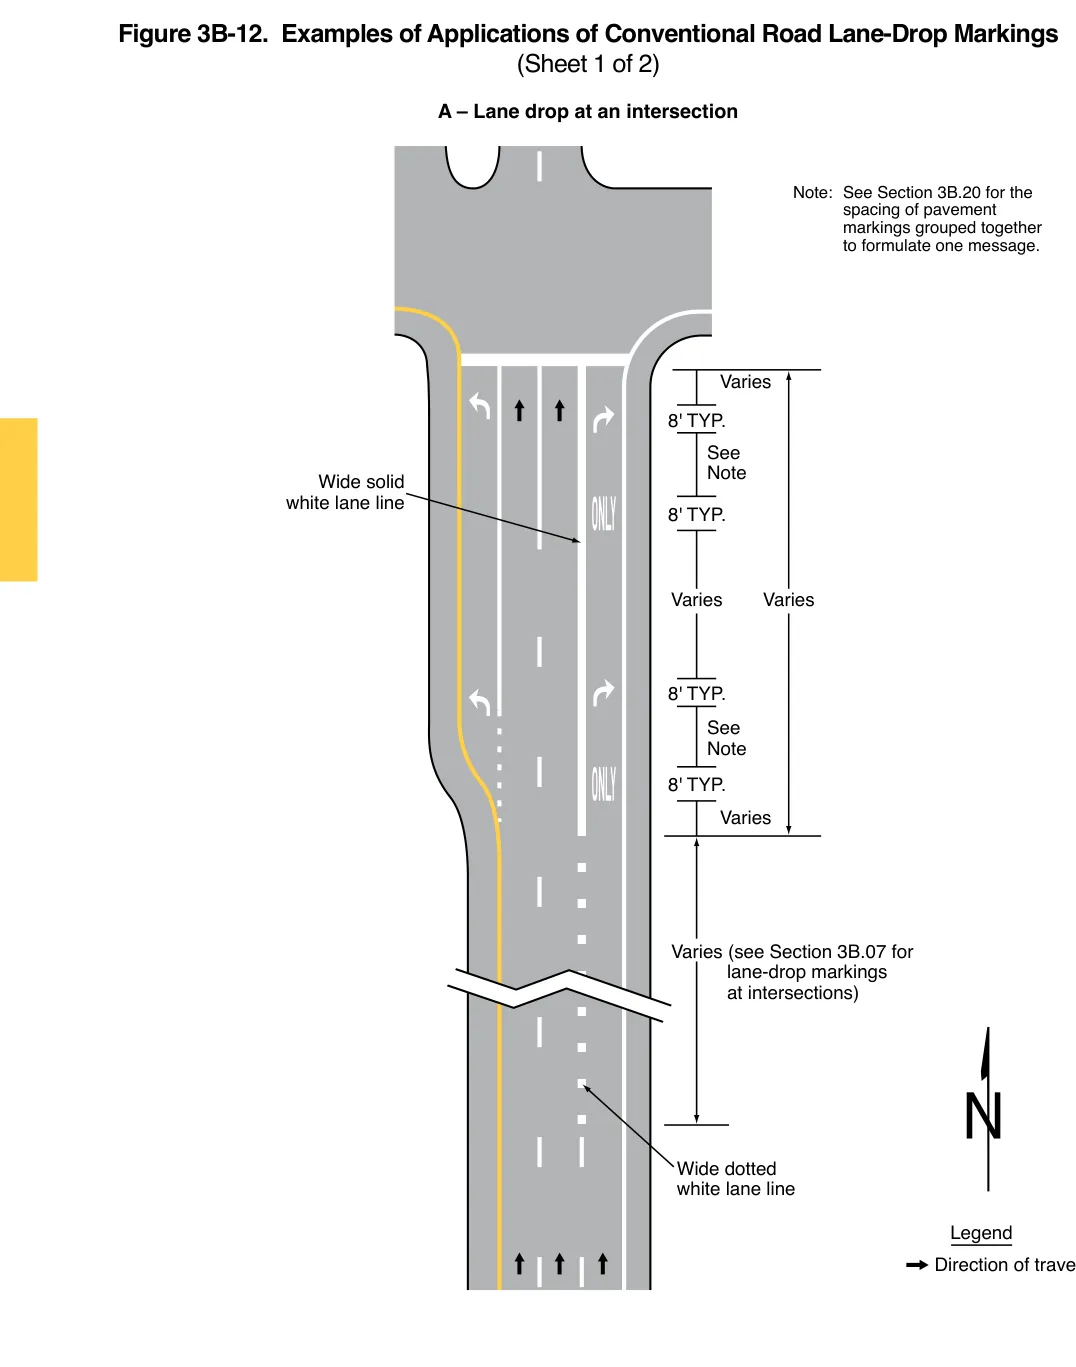 Figure 3B-12.  Examples of Applications of Conventional Road Lane-Drop Markings
(Sheet 1 of 2)
A – Lane drop at an intersection
Note: See Section 3B.20 for the
spacing of pavement
markings grouped together
to formulate one message.
Varies
8' TYP.
See
Note
Wide solid
white lane line
ONLY
8' TYP.
Varies
Varies
8' TYP.
See
Note
ONLY
8' TYP.
Varies
Varies (see Section 3B.07 for
lane-drop markings
at intersections)
N
Wide dotted
white lane line
Legend
Direction of trave